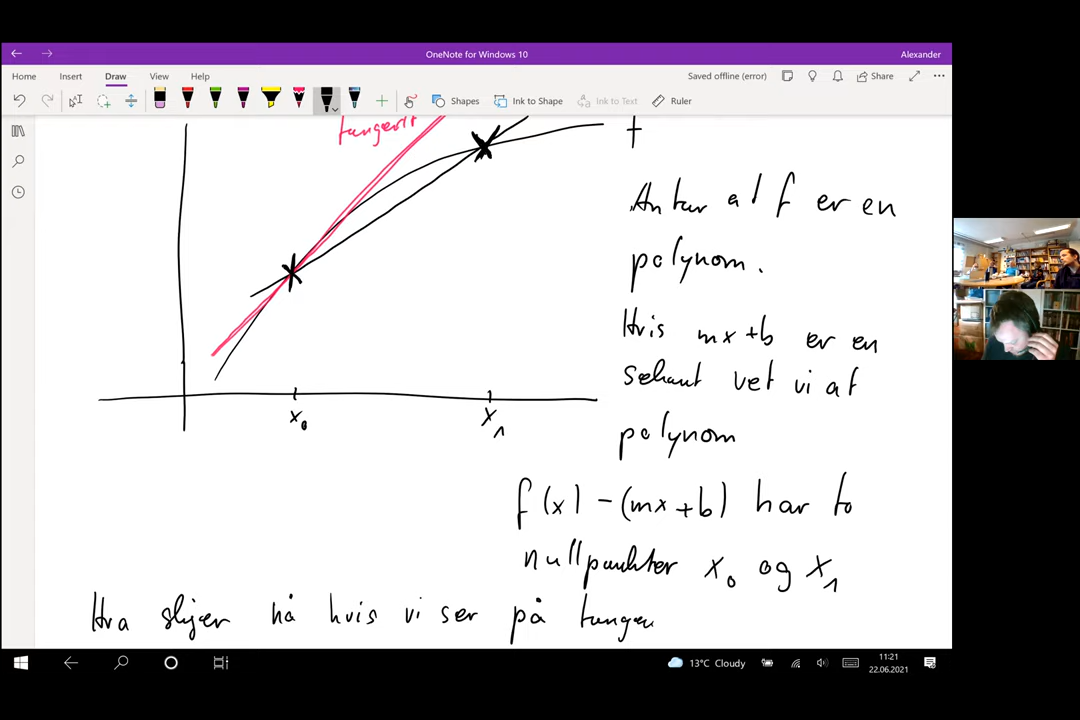 OneNote for Windows 10
Alexander
Home Insert Draw View Help
Saved offline (error)
Share
Shapes
Ink to Shape
Ink to Text
Ruler
tangent
f
Antar at f er en
polynom.
Hvis mx+b er en
sekant vet vi at
polynom
f(x) - (mx+b) har to
nullpunkter x₀ og x₁
x₀
x₁
Hva skjer nå hvis vi ser på tangen
13°C Cloudy
11:21
22.06.2021